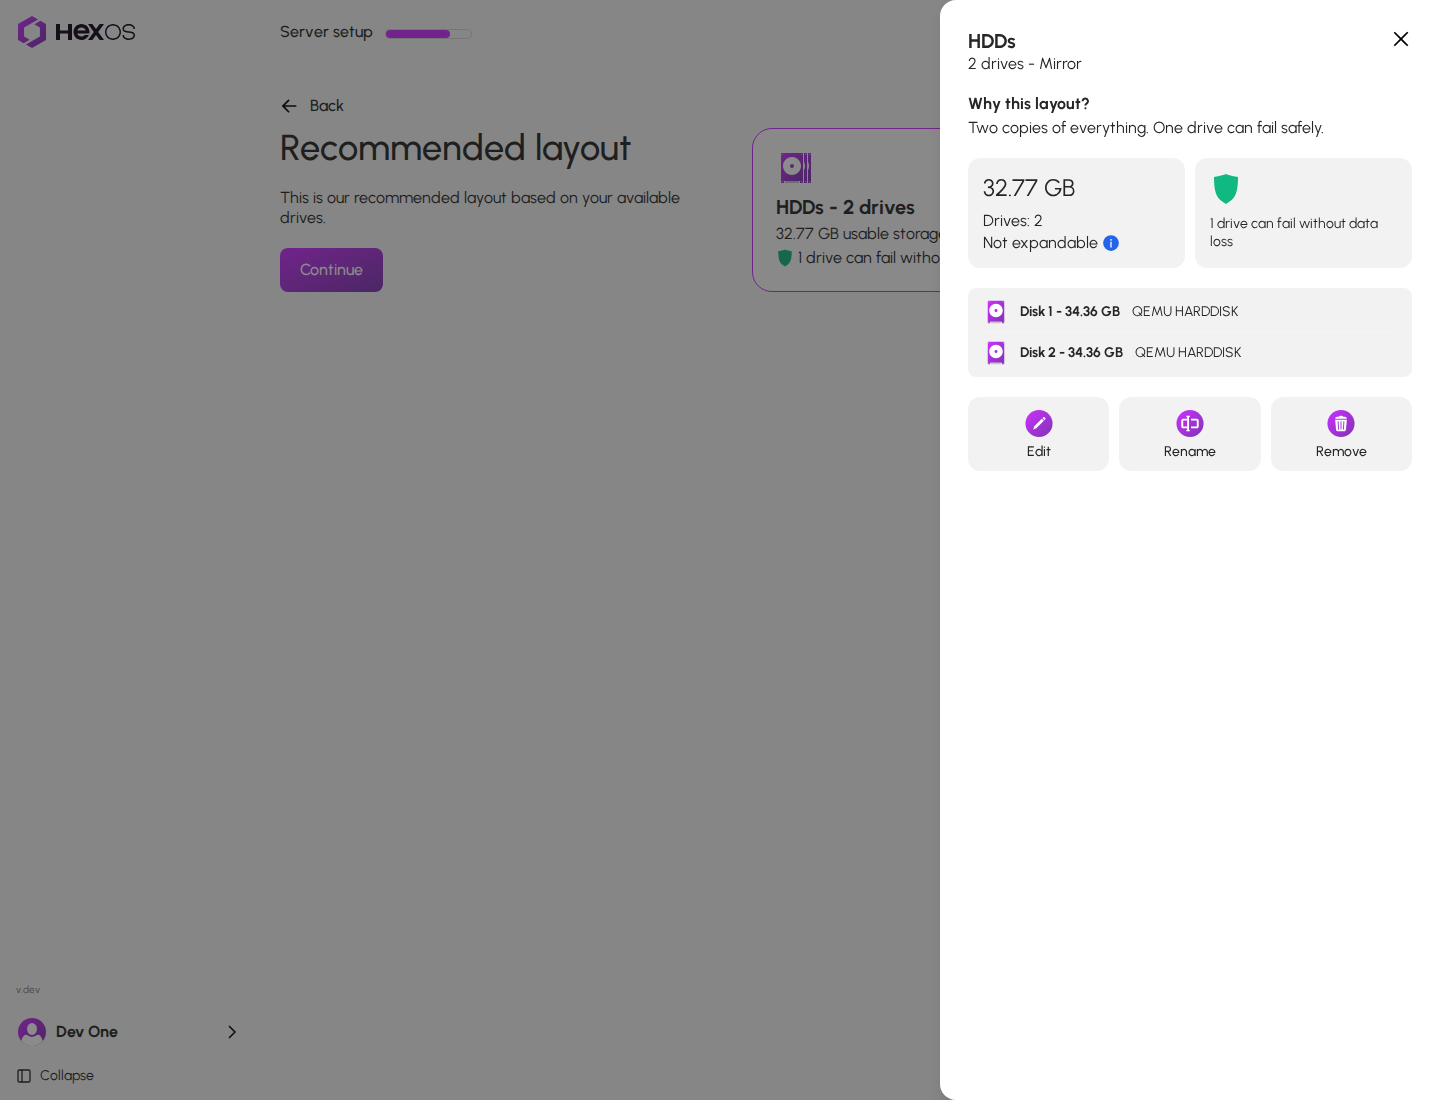 HexOS
Server setup
Back
Recommended layout
This is our recommended layout based on your available
drives.
Continue
HDDs - 2 drives
32.77 GB usable storage
1 drive can fail witho
v.dev
Dev One
Collapse
HDDs
2 drives - Mirror
Why this layout?
Two copies of everything. One drive can fail safely.
32.77 GB
Drives: 2
Not expandable
1 drive can fail without data
loss
Disk 1 - 34.36 GB QEMU HARDDISK
Disk 2 - 34.36 GB QEMU HARDDISK
Edit
Rename
Remove